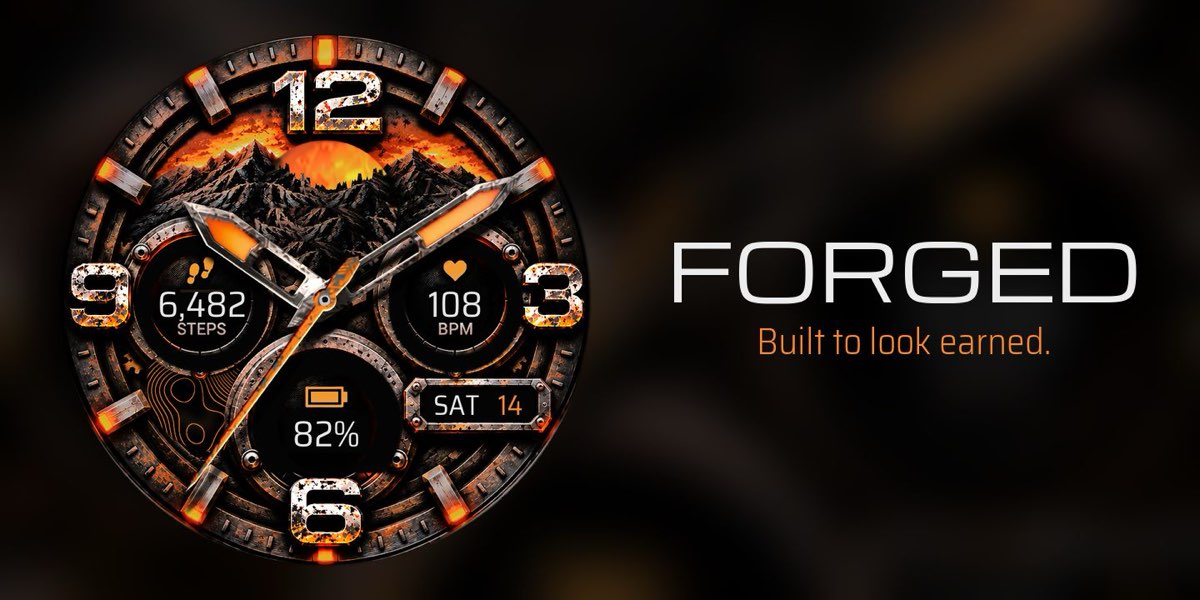 12
9
3
6,482
STEPS
108
BPM
SAT 14
82%
6
FORGED
Built to look earned.